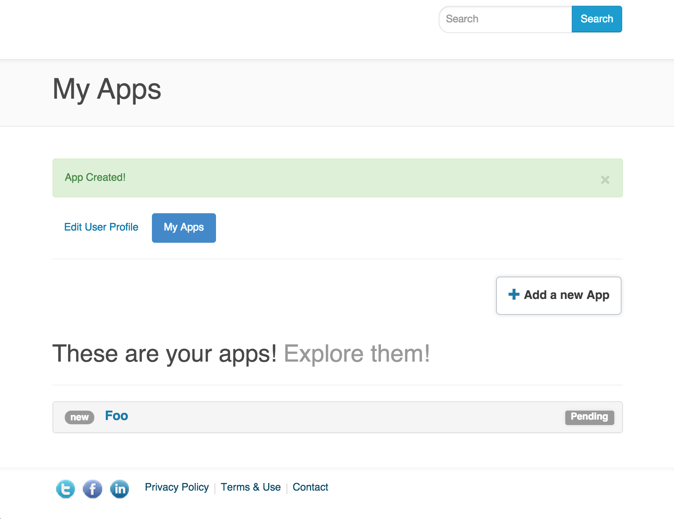 Search Search
My Apps
App Created! ×
Edit User Profile My Apps
+ Add a new App
These are your apps! Explore them!
new Foo Pending
Privacy Policy | Terms & Use | Contact